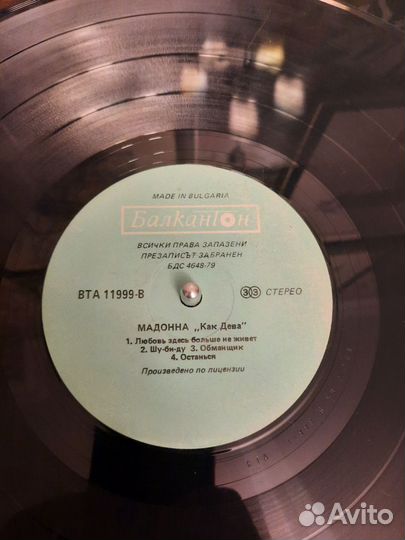 MADE IN BULGARIA
Балкантон
ВСИЧКИ ПРАВА ЗАПАЗЕНИ
ПРЕЗАПИСЪТ ЗАБРАНЕН
БДС 4648-79
ВТА 11999-В
33 СТЕРЕО
МАДОННА „Как Дева"
1. Любовь здесь больше не живет
2. Шу-би-ду 3. Обманщик
4. Останься
Произведено по лицензии
Avito